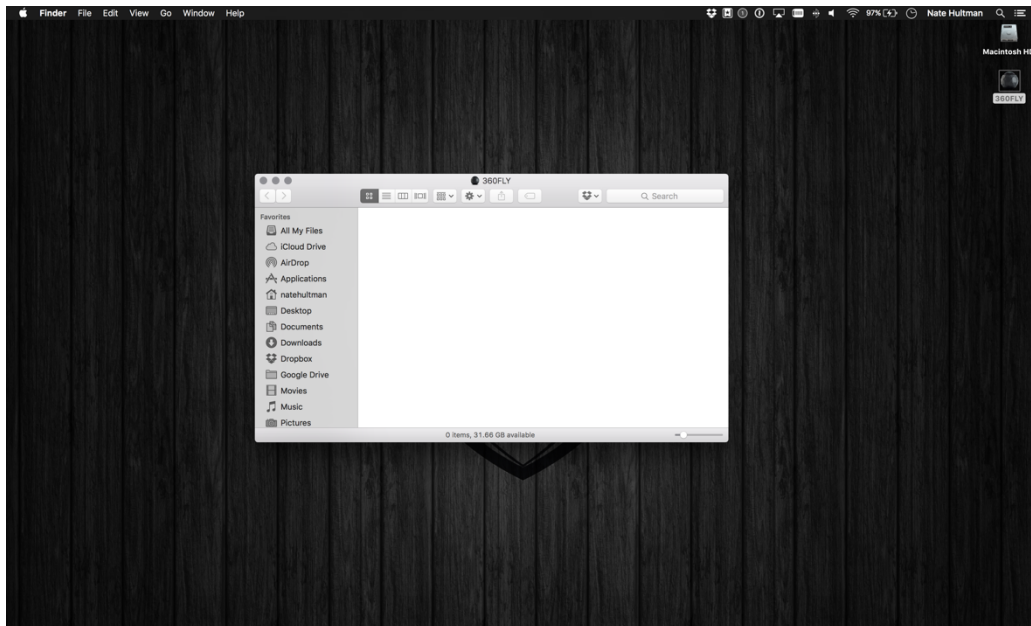 Finder File Edit View Go Window Help 97% Nate Hultman
Macintosh HD
360FLY
360FLY
Search
Favorites
All My Files
iCloud Drive
AirDrop
Applications
natehultman
Desktop
Documents
Downloads
Dropbox
Google Drive
Movies
Music
Pictures
0 items, 31.66 GB available